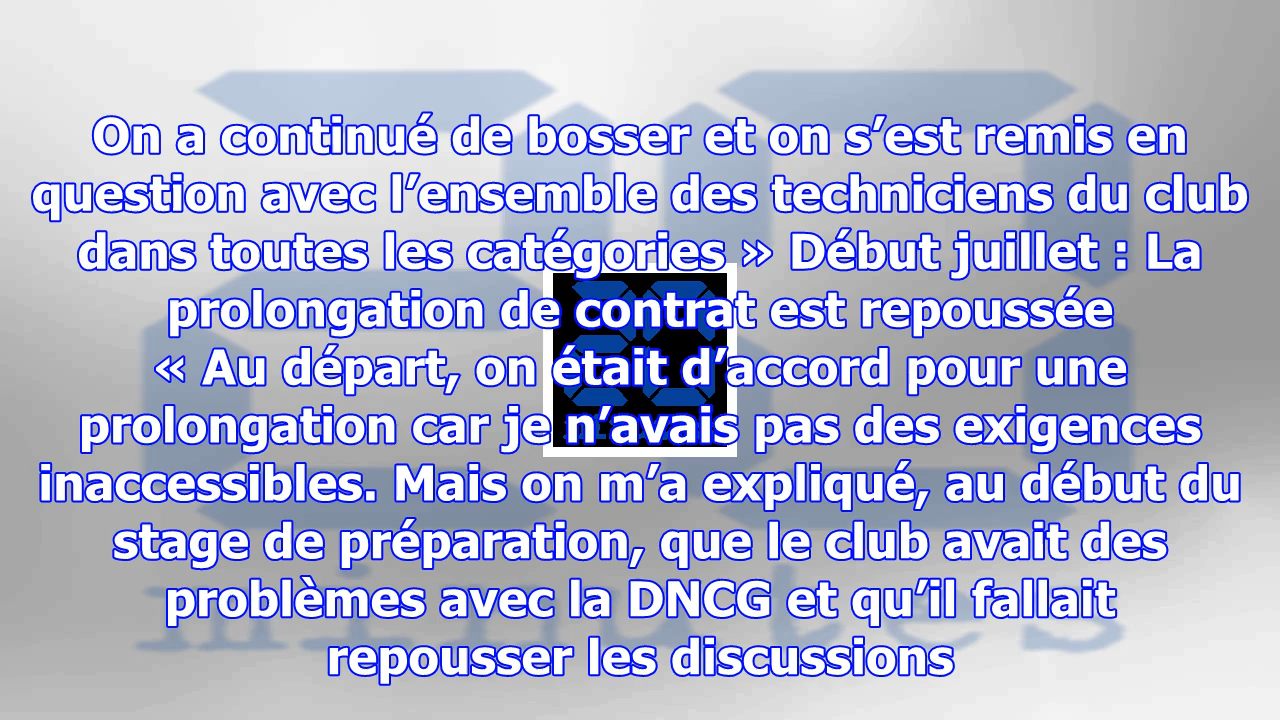 On a continué de bosser et on s’est remis en
question avec l’ensemble des techniciens du club
dans toutes les catégories » Début juillet : La
prolongation de contrat est repoussée
« Au départ, on était d’accord pour une
prolongation car je n’avais pas des exigences
inaccessibles. Mais on m’a expliqué, au début du
stage de préparation, que le club avait des
problèmes avec la DNCG et qu’il fallait
repousser les discussions
minutes